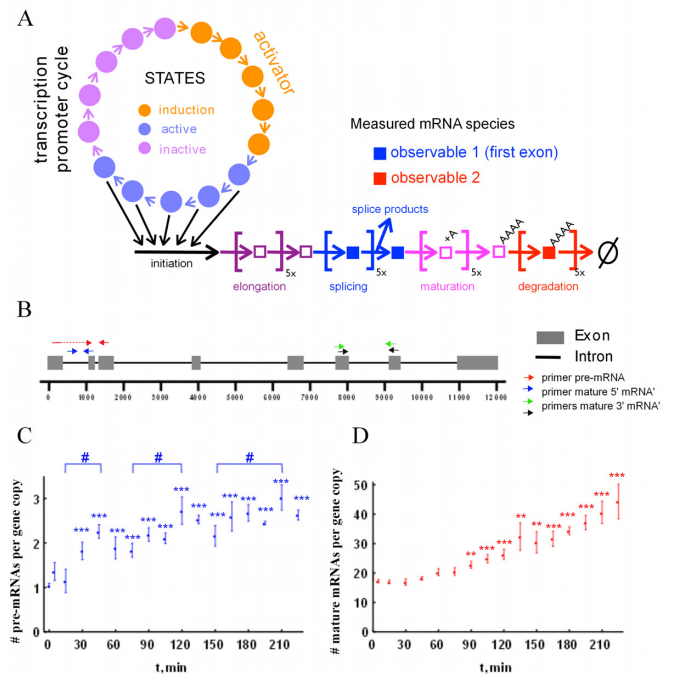 A
transcription
promoter cycle
activator
STATES
induction
active
inactive
Measured mRNA species
observable 1 (first exon)
observable 2
splice products
initiation
+A
AAAA
AAAA
5x
5x
5x
5x
elongation
splicing
maturation
degradation
B
Exon
Intron
primer pre-mRNA
primer mature 5' mRNA'
primers mature 3' mRNA'
0 1000 2000 3000 4000 5000 6000 7000 8000 9000 10000 11000 12000
C
# pre-mRNAs per gene copy
# # #
*** *** *** *** *** *** *** *** *** *** *** *** *** ***
3
2
1
0
0 30 60 90 120 150 180 210
t, min
D
# mature mRNAs per gene copy
** *** *** ** ** *** *** *** *** ***
50
40
30
20
10
0
0 30 60 90 120 150 180 210
t, min